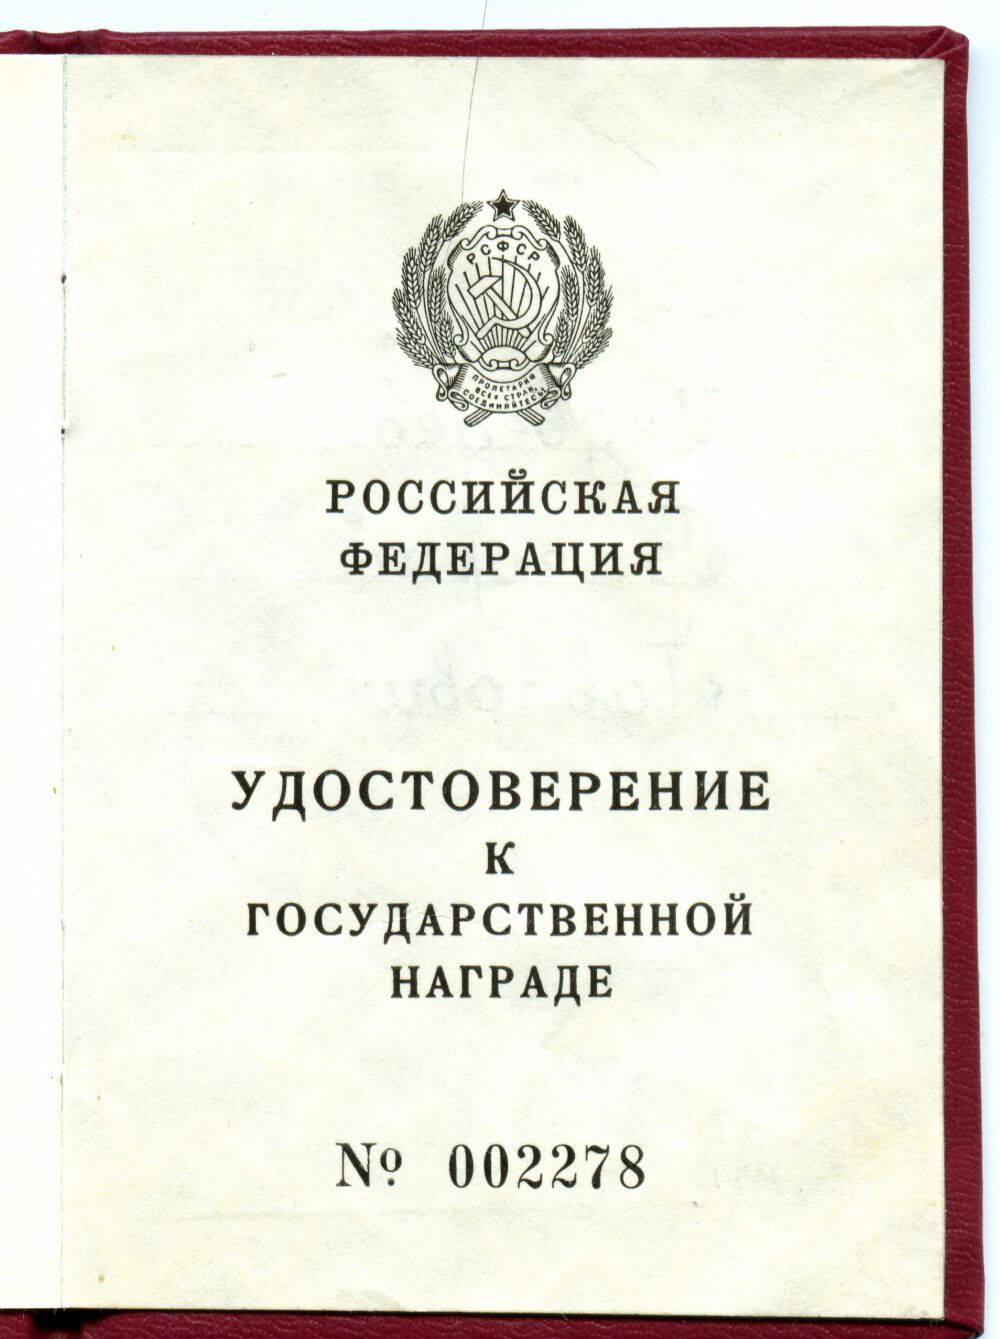 РСФСР
ПРОЛЕТАРИИ
ВСЕХ СТРАН,
СОЕДИНЯЙТЕСЬ!
РОССИЙСКАЯ
ФЕДЕРАЦИЯ
УДОСТОВЕРЕНИЕ
К
ГОСУДАРСТВЕННОЙ
НАГРАДЕ
№ 002278